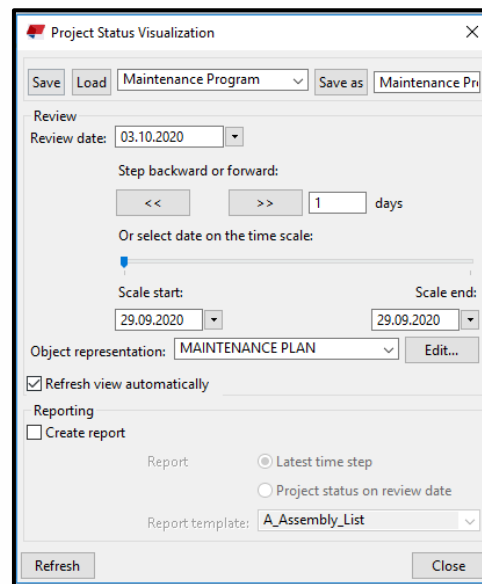 Project Status Visualization
Save Load Maintenance Program Save as Maintenance Pr
Review
Review date: 03.10.2020
Step backward or forward:
<< >> 1 days
Or select date on the time scale:
Scale start: Scale end:
29.09.2020 29.09.2020
Object representation: MAINTENANCE PLAN Edit...
Refresh view automatically
Reporting
Create report
Report Latest time step
Project status on review date
Report template: A_Assembly_List
Refresh Close